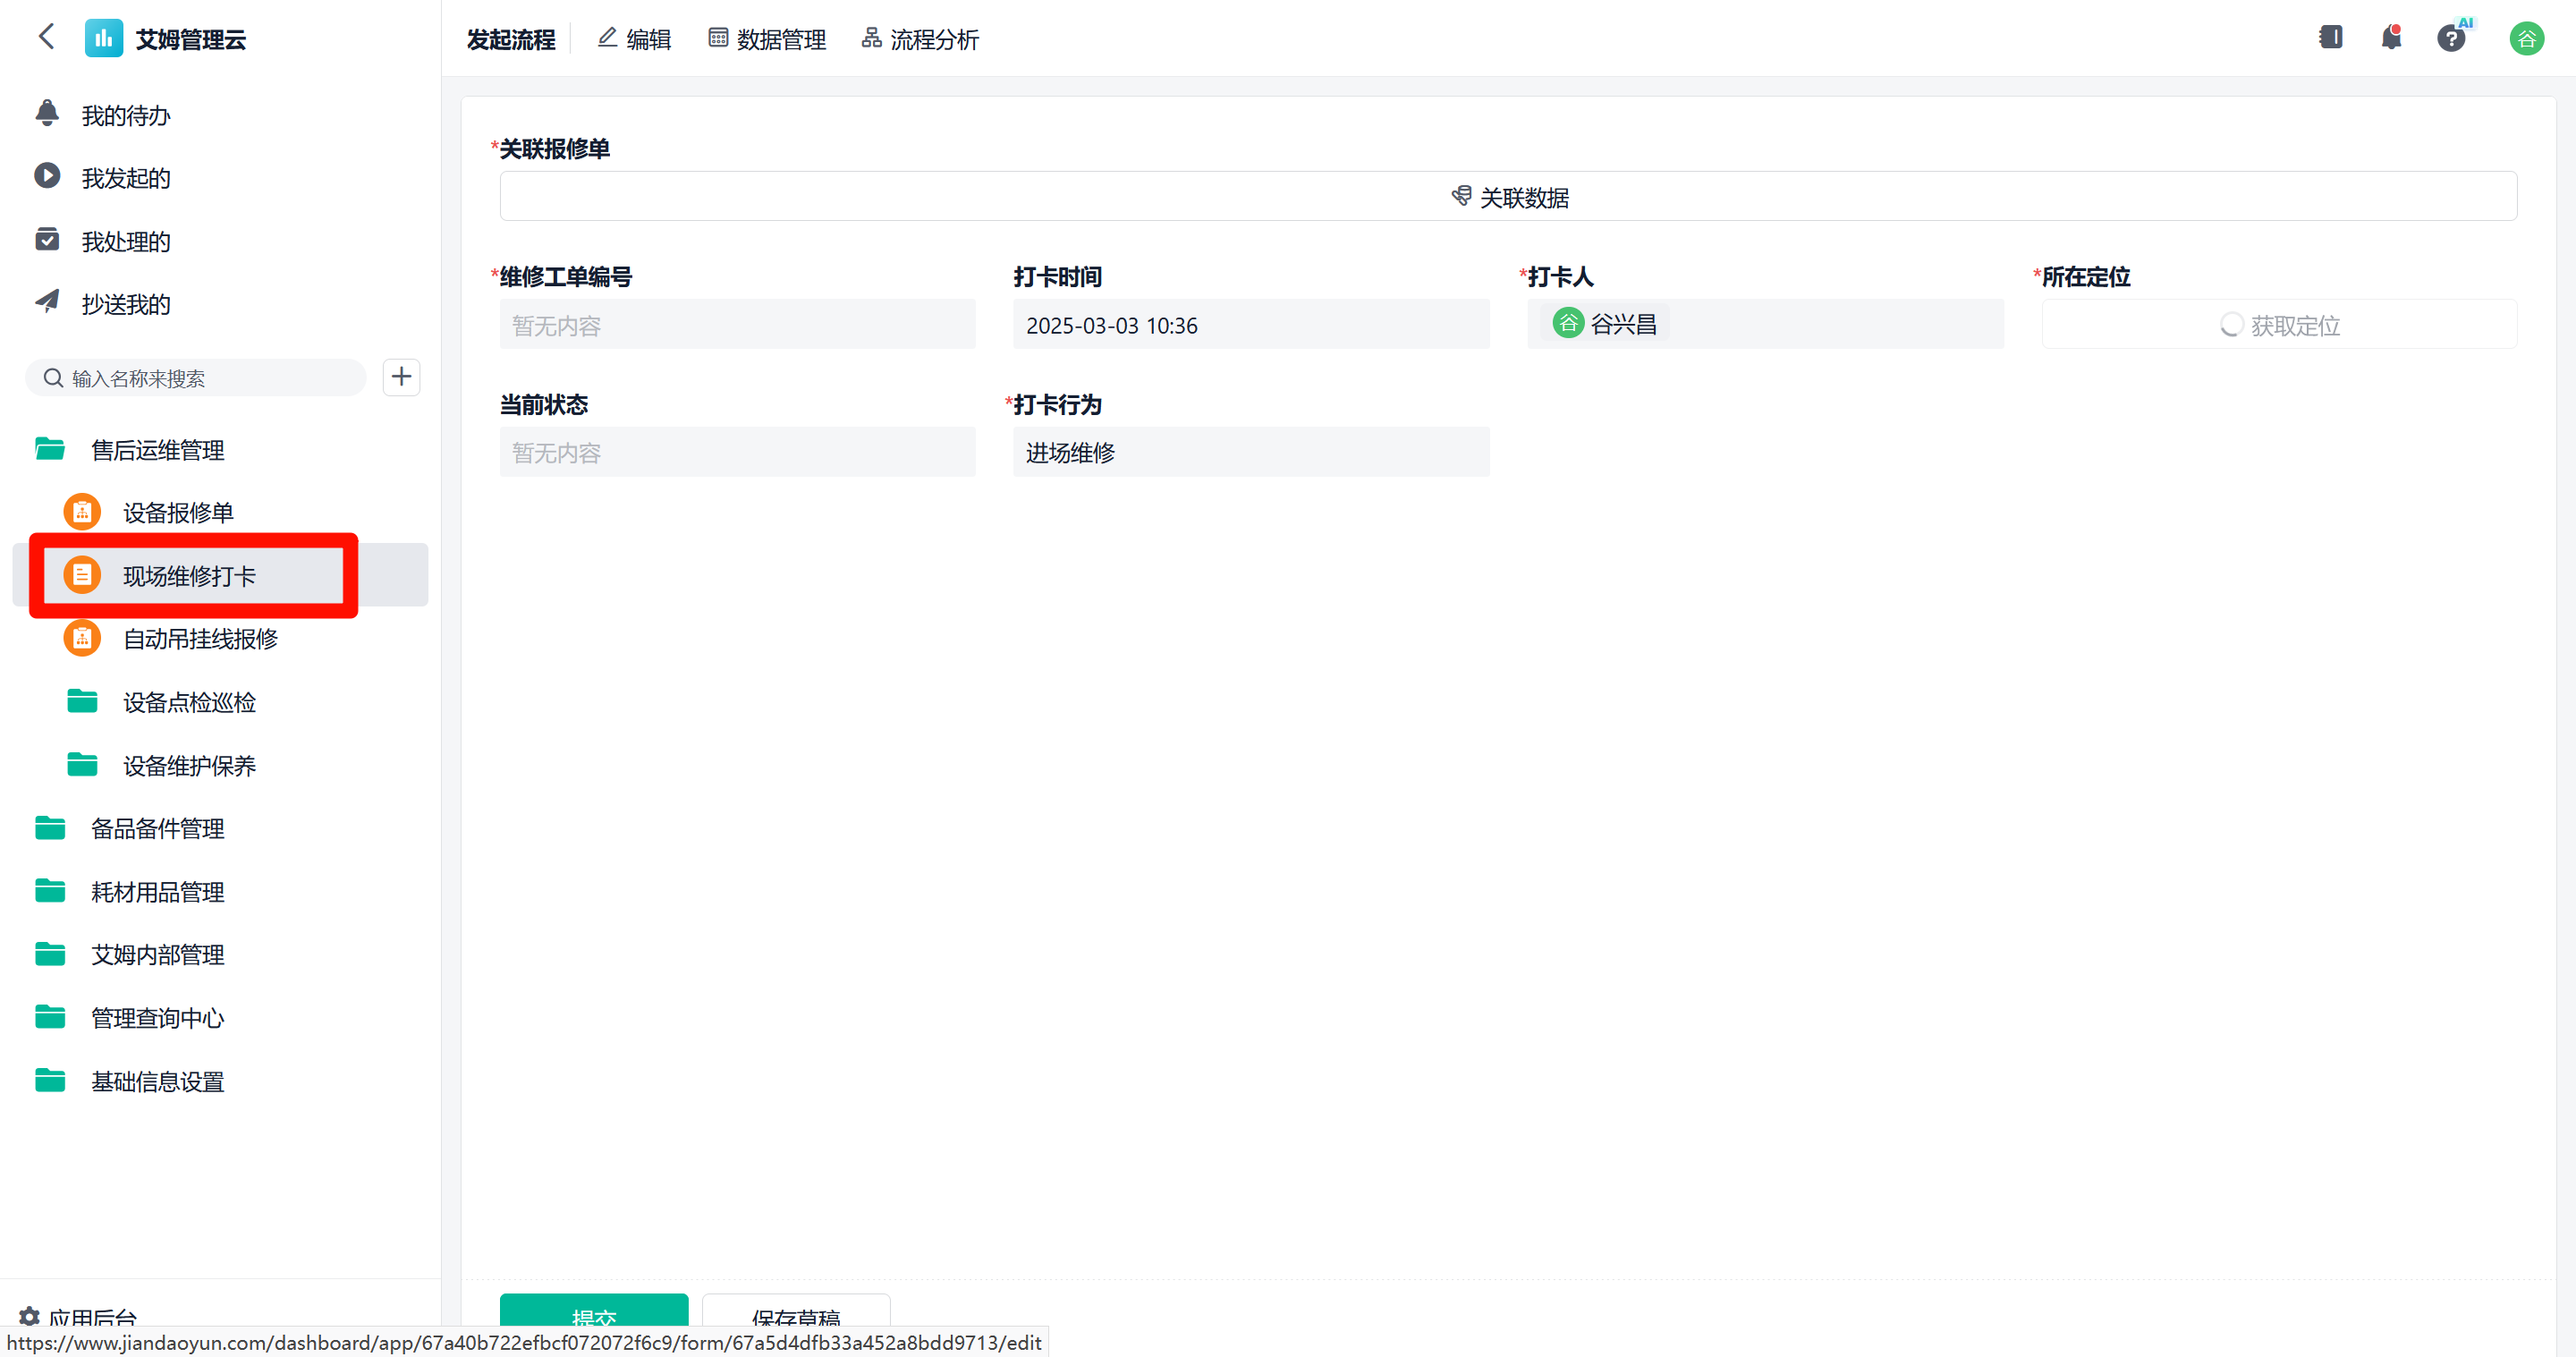 艾姆管理云
我的待办
我发起的
我处理的
抄送我的
输入名称来搜索
售后运维管理
设备报修单
现场维修打卡
自动吊挂线报修
设备点检巡检
设备维护保养
备品备件管理
耗材用品管理
艾姆内部管理
管理查询中心
基础信息设置
应用后台
发起流程 编辑 数据管理 流程分析
AI
谷
*关联报修单
关联数据
*维修工单编号 打卡时间 *打卡人 *所在定位
暂无内容 2025-03-03 10:36 谷 谷兴昌 获取定位
当前状态 *打卡行为
暂无内容 进场维修
提交 保存草稿
https://www.jiandaoyun.com/dashboard/app/67a40b722efbcf072072f6c9/form/67a5d4dfb33a452a8bdd9713/edit